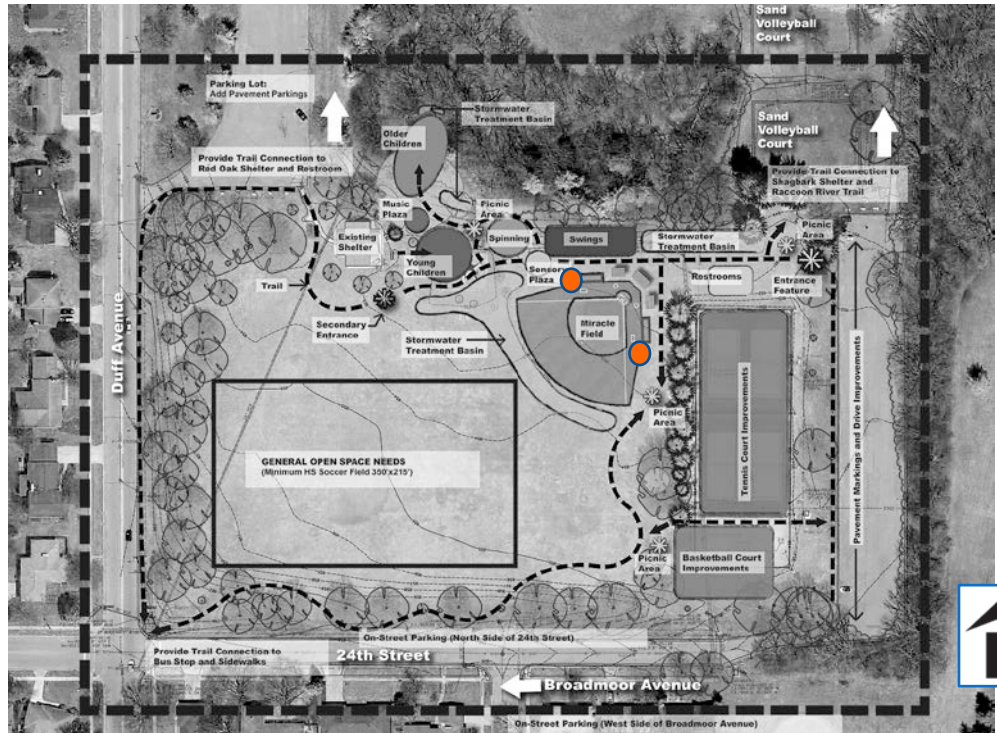 Sand
Volleyball
Court
Parking Lot:
Add Pavement Parkings
Stormwater
Treatment Basin
Older
Children
Sand
Volleyball
Court
Provide Trail Connection to
Red Oak Shelter and Restroom
Provide Trail Connection to
Shagbark Shelter and
Raccoon River Trail
Music
Plaza
Picnic
Area
Picnic
Area
Existing
Shelter
Spinning
Swings
Stormwater
Treatment Basin
Young
Children
Sensory
Plaza
Restrooms
Entrance
Feature
Trail
Secondary
Entrance
Stormwater
Treatment Basin
Miracle
Field
Duff Avenue
Picnic
Area
Tennis Court Improvements
Pavement Markings and Drive Improvements
GENERAL OPEN SPACE NEEDS
(Minimum HS Soccer Field 350'x215')
Picnic
Area
Basketball Court
Improvements
On-Street Parking (North Side of 24th Street)
Provide Trail Connection to
Bus Stop and Sidewalks
24th Street
Broadmoor Avenue
On-Street Parking (West Side of Broadmoor Avenue)